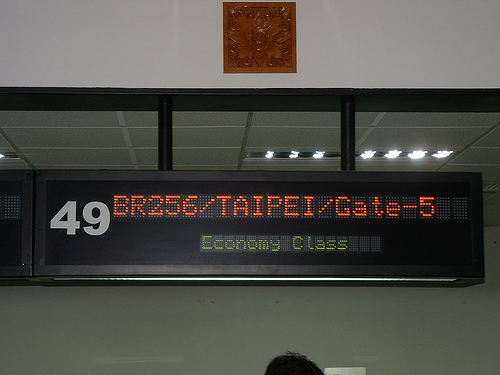 49
BR256/TAIPEI/Gate-5
Economy Class